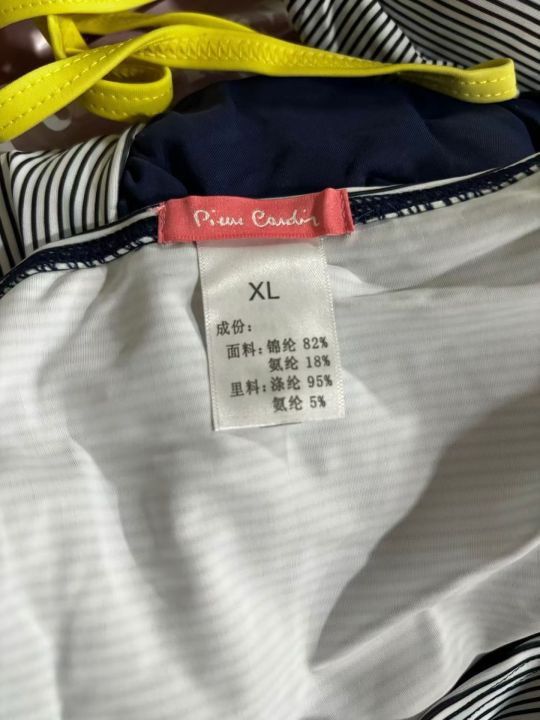 Pierre Cardin
XL
成份：
面料：锦纶 82%
氨纶 18%
里料：涤纶 95%
氨纶 5%